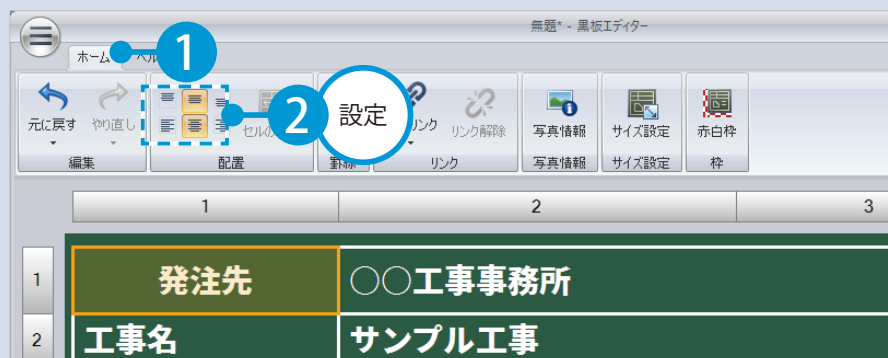 無題* - 黒板エディター
1
ホーム
2
設定
元に戻す やり直し セルの リンク リンク解除 写真情報 サイズ設定 赤白枠
編集 配置 罫線 リンク 写真情報 サイズ設定 枠
1 2 3
1 発注先 ○○工事事務所
2 工事名 サンプル工事